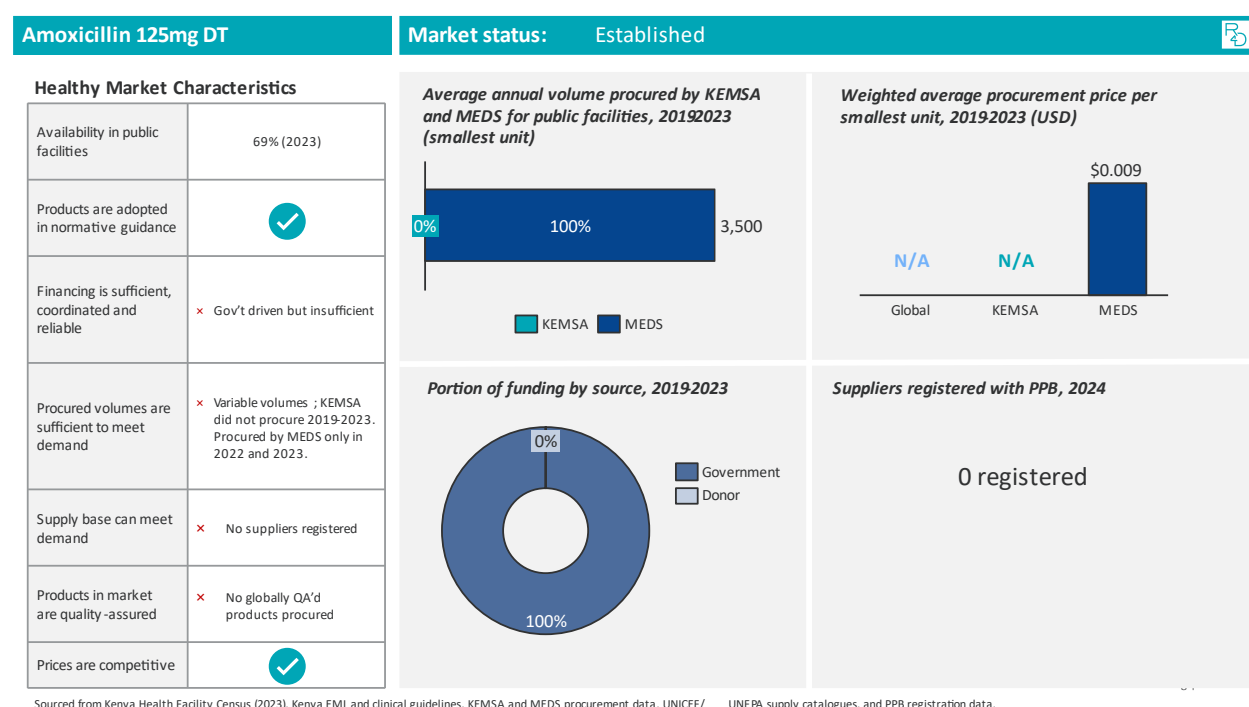 Amoxicillin 125mg DT
Market status: Established
R4D
Healthy Market Characteristics
Availability in public
facilities
69% (2023)
Products are adopted
in normative guidance
Financing is sufficient,
coordinated and
reliable
× Gov't driven but insufficient
Procured volumes are
sufficient to meet
demand
× Variable volumes ; KEMSA
did not procure 2019-2023.
Procured by MEDS only in
2022 and 2023.
Supply base can meet
demand
× No suppliers registered
Products in market
are quality-assured
× No globally QA'd
products procured
Prices are competitive
Average annual volume procured by KEMSA
and MEDS for public facilities, 2019-2023
(smallest unit)
0%
100%
3,500
KEMSA MEDS
Weighted average procurement price per
smallest unit, 2019-2023 (USD)
$0.009
N/A
N/A
Global KEMSA MEDS
Portion of funding by source, 2019-2023
0%
100%
Government
Donor
Suppliers registered with PPB, 2024
0 registered
Sourced from Kenya Health Facility Census (2023), Kenya EML and clinical guidelines, KEMSA and MEDS procurement data, UNICEF/ UNFPA supply catalogues, and PPB registration data.